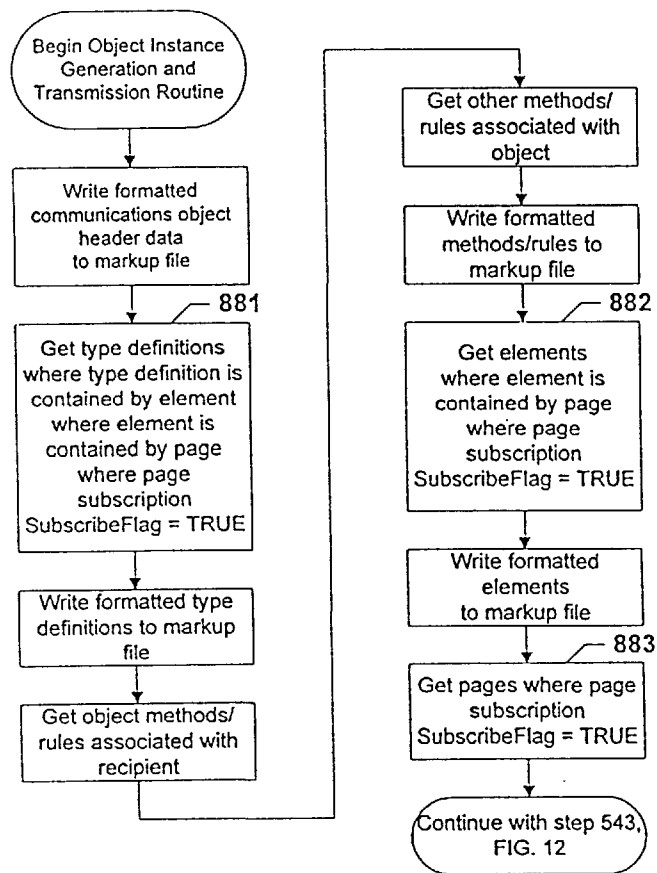 Begin Object Instance
Generation and
Transmission Routine
Write formatted
communications object
header data
to markup file
881
Get type definitions
where type definition is
contained by element
where element is
contained by page
where page
subscription
SubscribeFlag = TRUE
Write formatted type
definitions to markup
file
Get object methods/
rules associated with
recipient
Get other methods/
rules associated with
object
Write formatted
methods/rules to
markup file
882
Get elements
where element is
contained by page
where page
subscription
SubscribeFlag = TRUE
Write formatted
elements
to markup file
883
Get pages where page
subscription
SubscribeFlag = TRUE
Continue with step 543,
FIG. 12